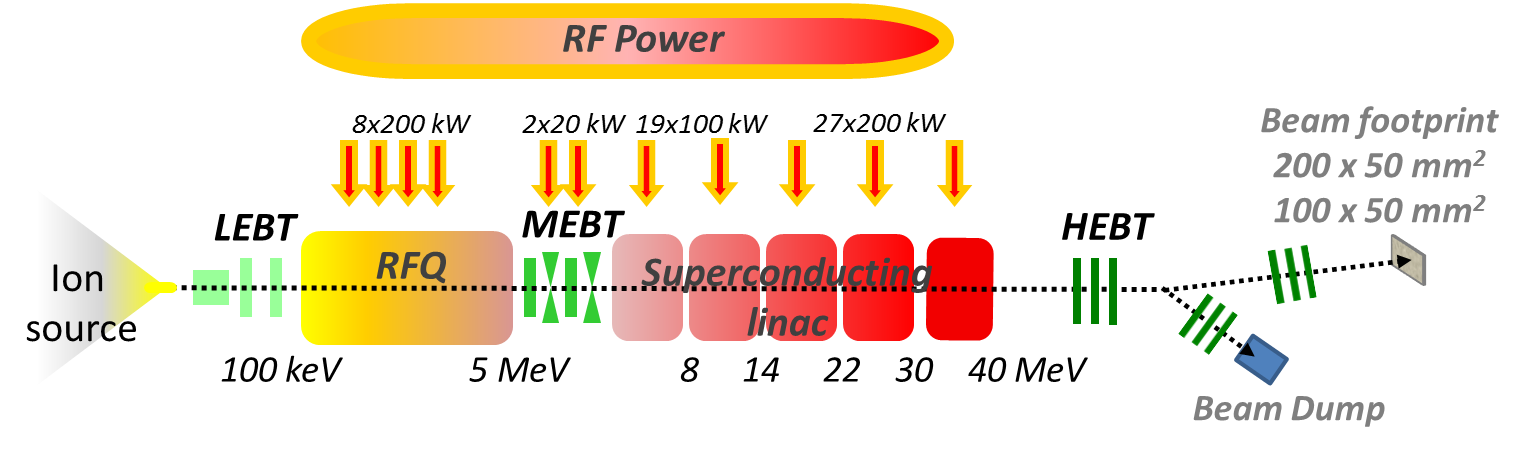 RF Power
8x200 kW
2x20 kW
19x100 kW
27x200 kW
Beam footprint
200 x 50 mm²
100 x 50 mm²
LEBT
MEBT
HEBT
RFQ
Ion
source
Superconducting
linac
100 keV
5 MeV
8
14
22
30
40 MeV
Beam Dump